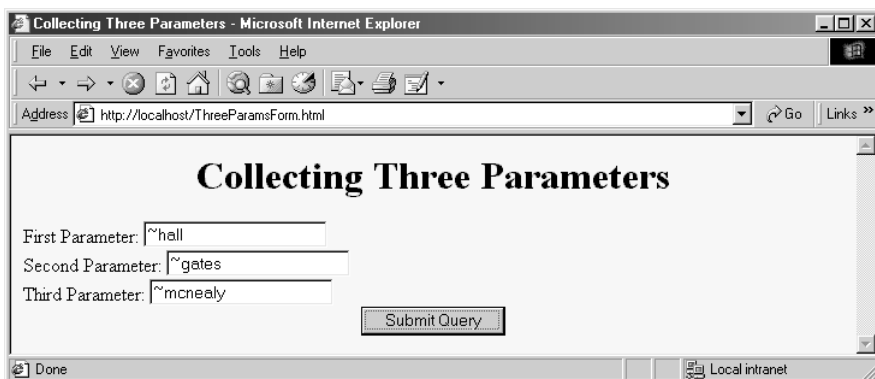 Collecting Three Parameters - Microsoft Internet Explorer
File Edit View Favorites Tools Help
Address http://localhost/ThreeParamsForm.html Go Links »
Collecting Three Parameters
First Parameter: ~hall
Second Parameter: ~gates
Third Parameter: ~mcnealy
Submit Query
Done Local intranet